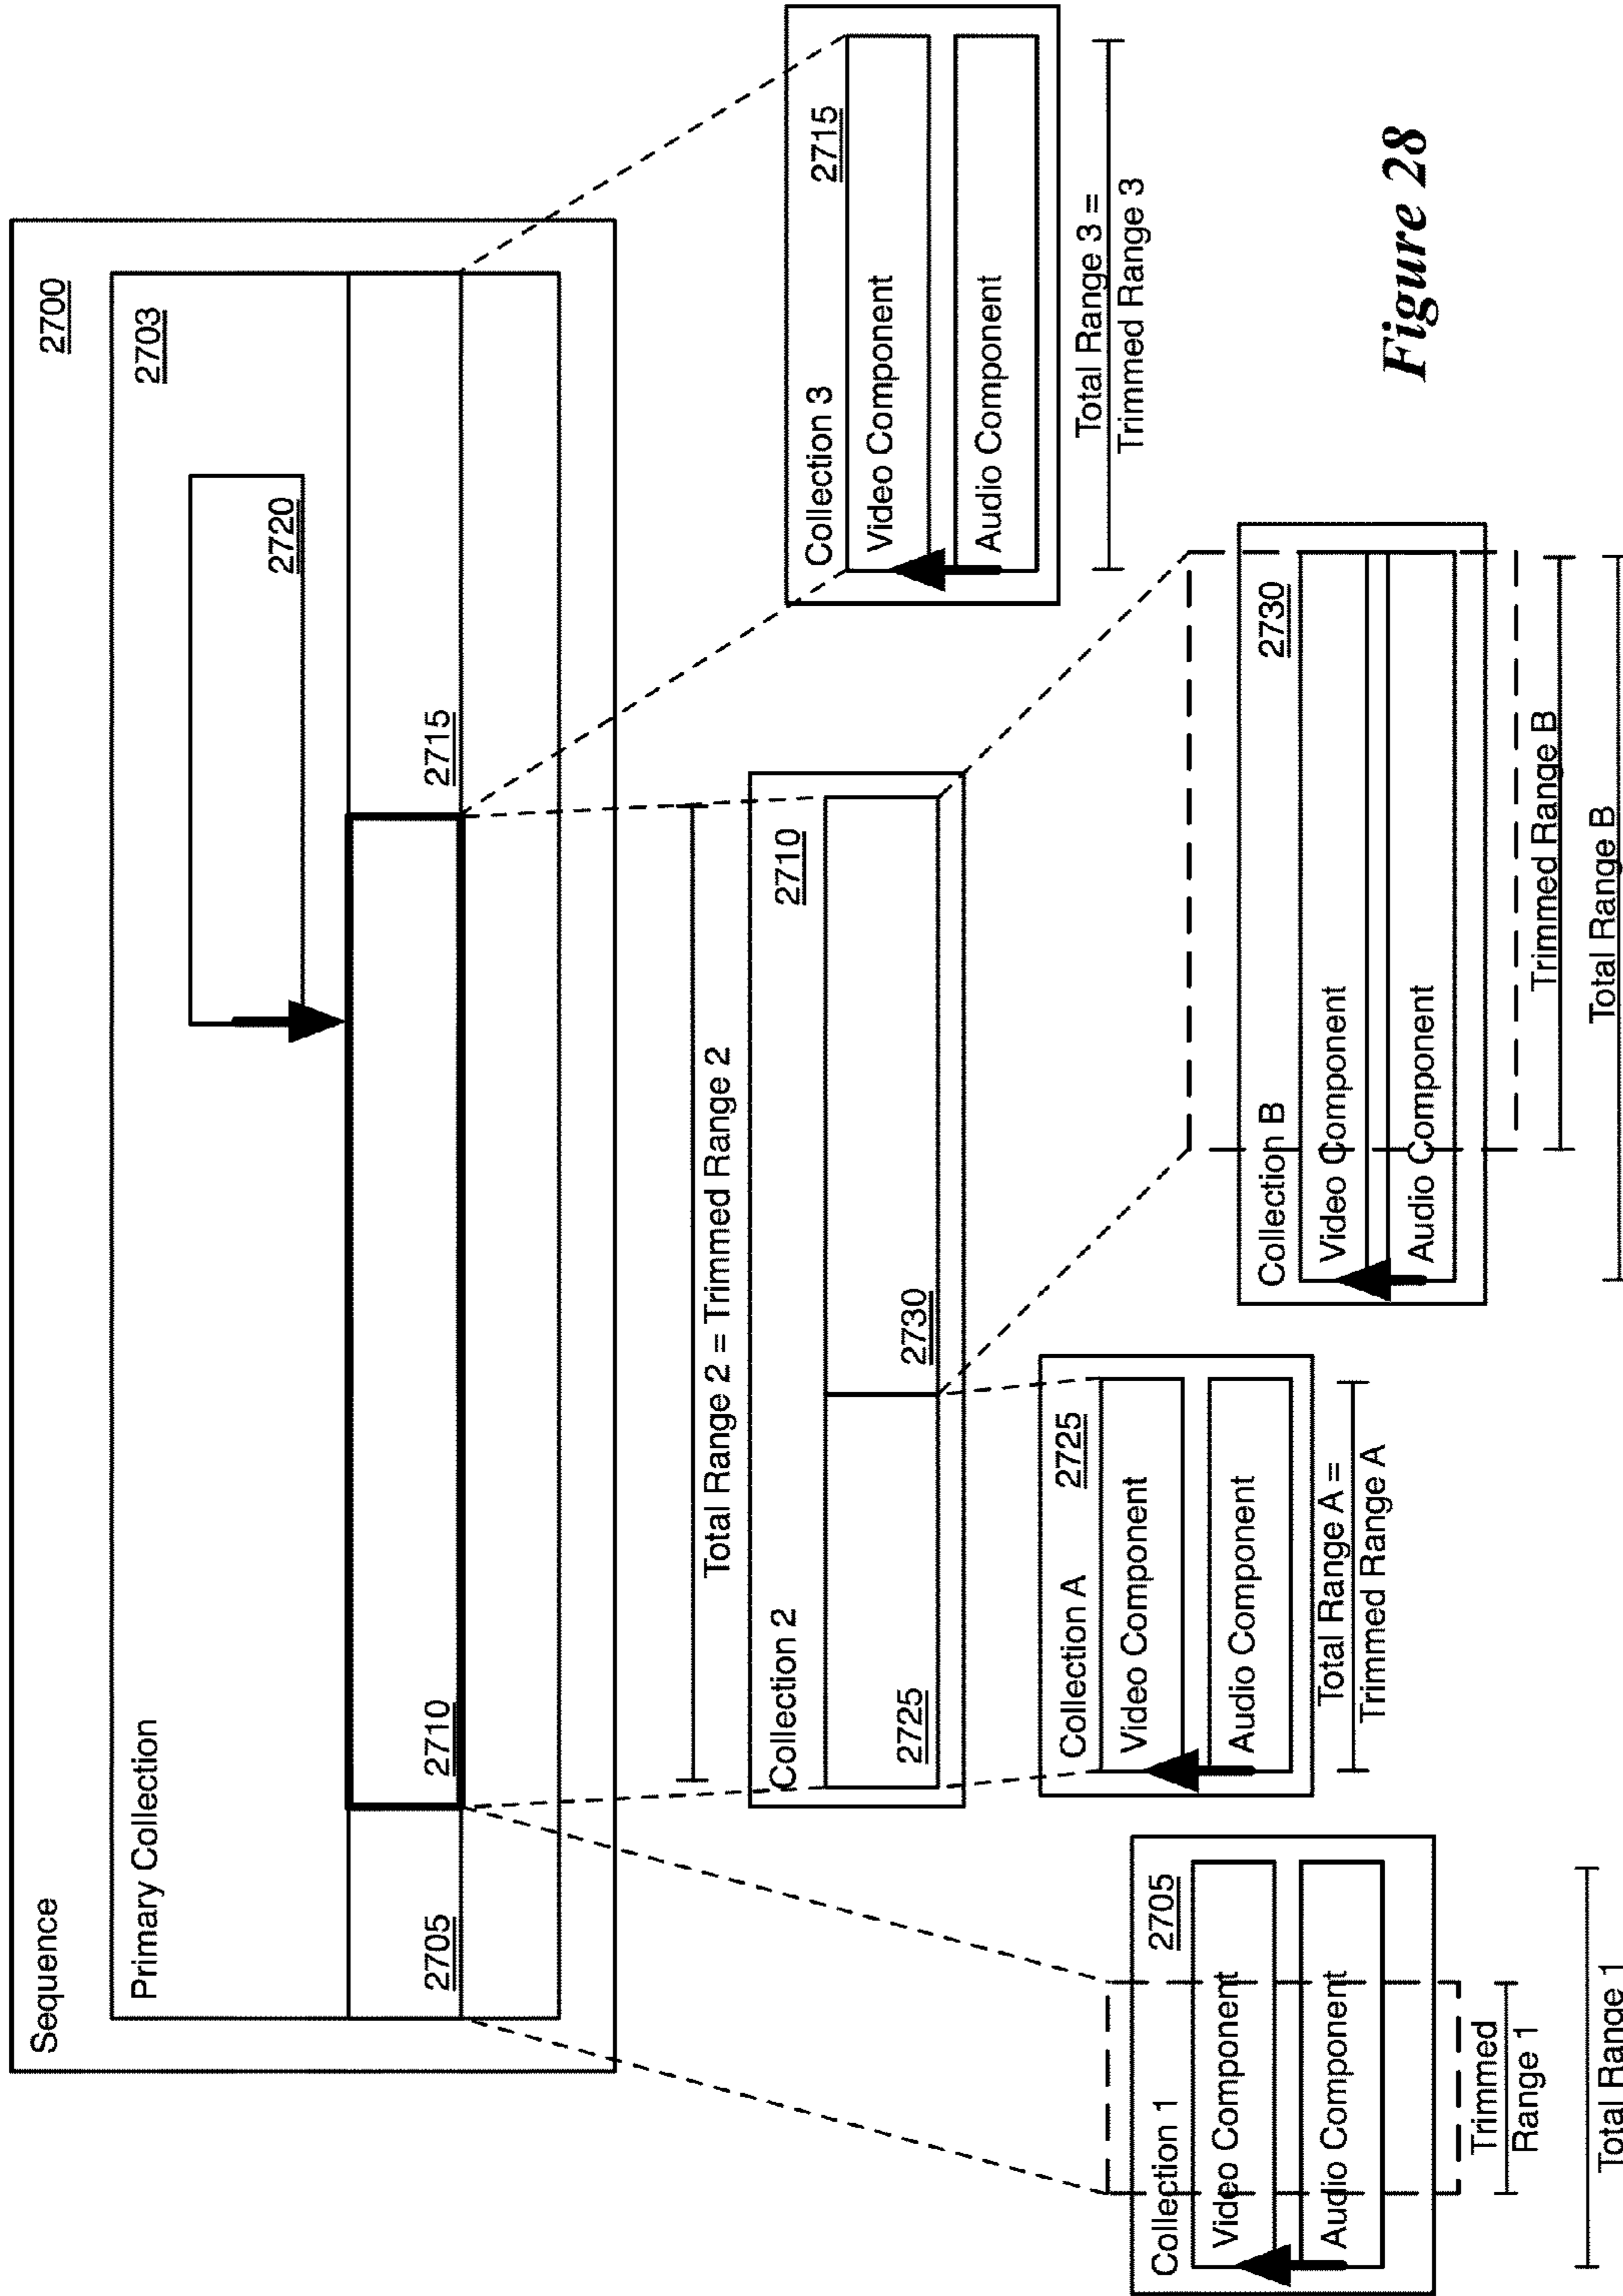 Sequence
2700
Primary Collection
2703
2720
2705
2710
2715
Total Range 2 = Trimmed Range 2
Collection 2
2710
2725
2730
Collection 3
2715
Video Component
Audio Component
Total Range 3 =
Trimmed Range 3
Collection 1
2705
Video Component
Audio Component
Trimmed
Range 1
Total Range 1
Collection A
2725
Video Component
Audio Component
Total Range A =
Trimmed Range A
Collection B
2730
Video Component
Audio Component
Trimmed Range B
Total Range B
Figure 28